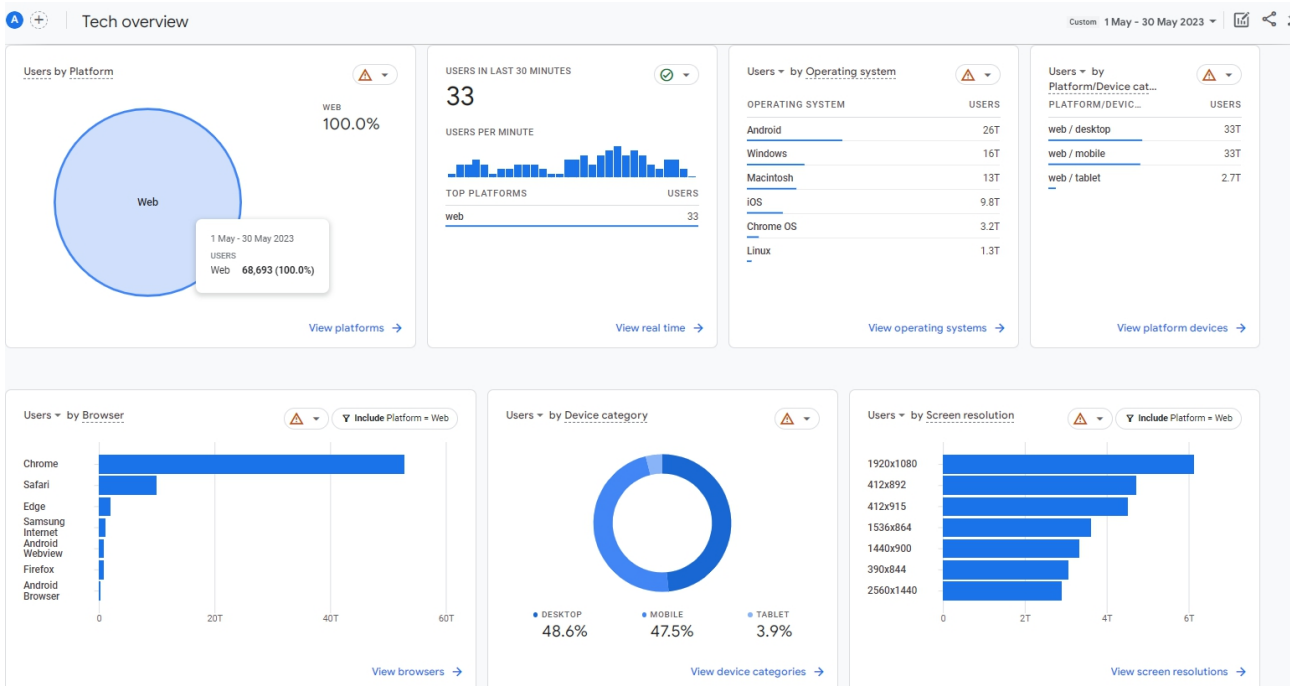 A
Tech overview
Custom 1 May - 30 May 2023
Users by Platform
WEB
100.0%
Web
1 May - 30 May 2023
USERS
Web 68,693 (100.0%)
View platforms
USERS IN LAST 30 MINUTES
33
USERS PER MINUTE
TOP PLATFORMS USERS
web 33
View real time
Users by Operating system
OPERATING SYSTEM USERS
Android 26T
Windows 16T
Macintosh 13T
iOS 9.8T
Chrome OS 3.2T
Linux 1.3T
View operating systems
Users by
Platform/Device cat...
PLATFORM/DEVIC... USERS
web / desktop 33T
web / mobile 33T
web / tablet 2.7T
View platform devices
Users by Browser
Include Platform = Web
Chrome
Safari
Edge
Samsung
Internet
Android
Webview
Firefox
Android
Browser
0 20T 40T 60T
View browsers
Users by Device category
DESKTOP MOBILE TABLET
48.6% 47.5% 3.9%
View device categories
Users by Screen resolution
Include Platform = Web
1920x1080
412x892
412x915
1536x864
1440x900
390x844
2560x1440
0 2T 4T 6T
View screen resolutions